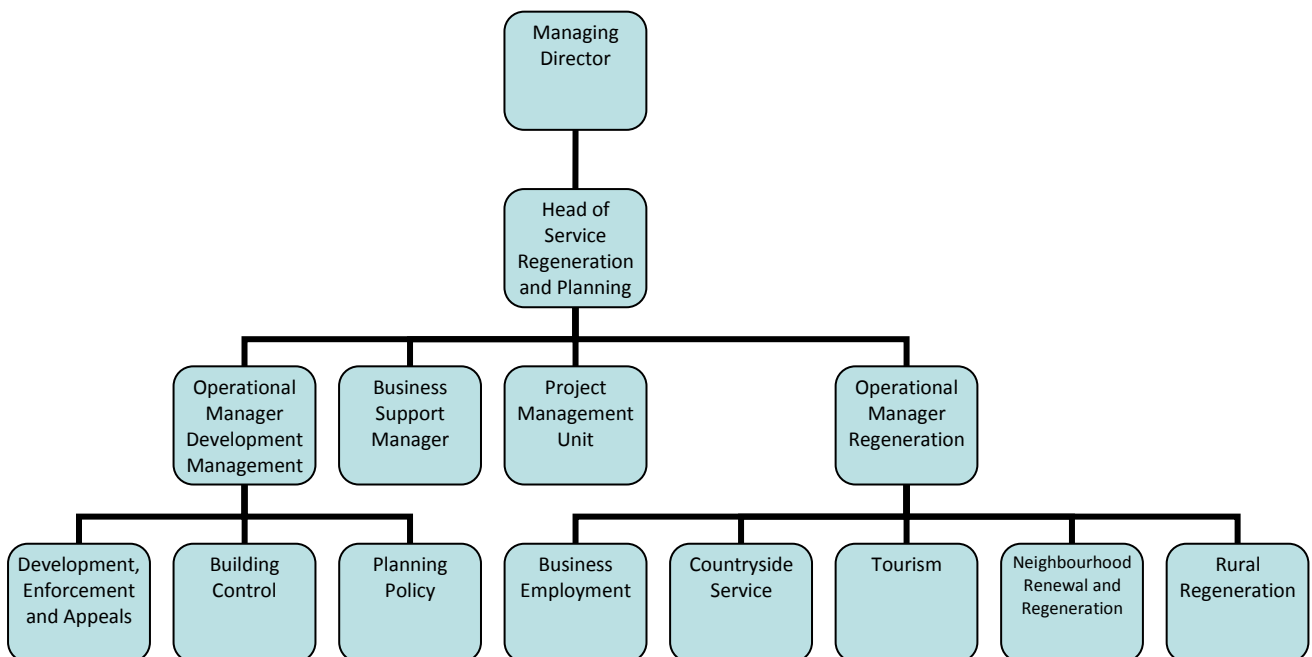 Managing
Director
Head of
Service
Regeneration
and Planning
Operational
Manager
Development
Management
Business
Support
Manager
Project
Management
Unit
Operational
Manager
Regeneration
Development,
Enforcement
and Appeals
Building
Control
Planning
Policy
Business
Employment
Countryside
Service
Tourism
Neighbourhood
Renewal and
Regeneration
Rural
Regeneration